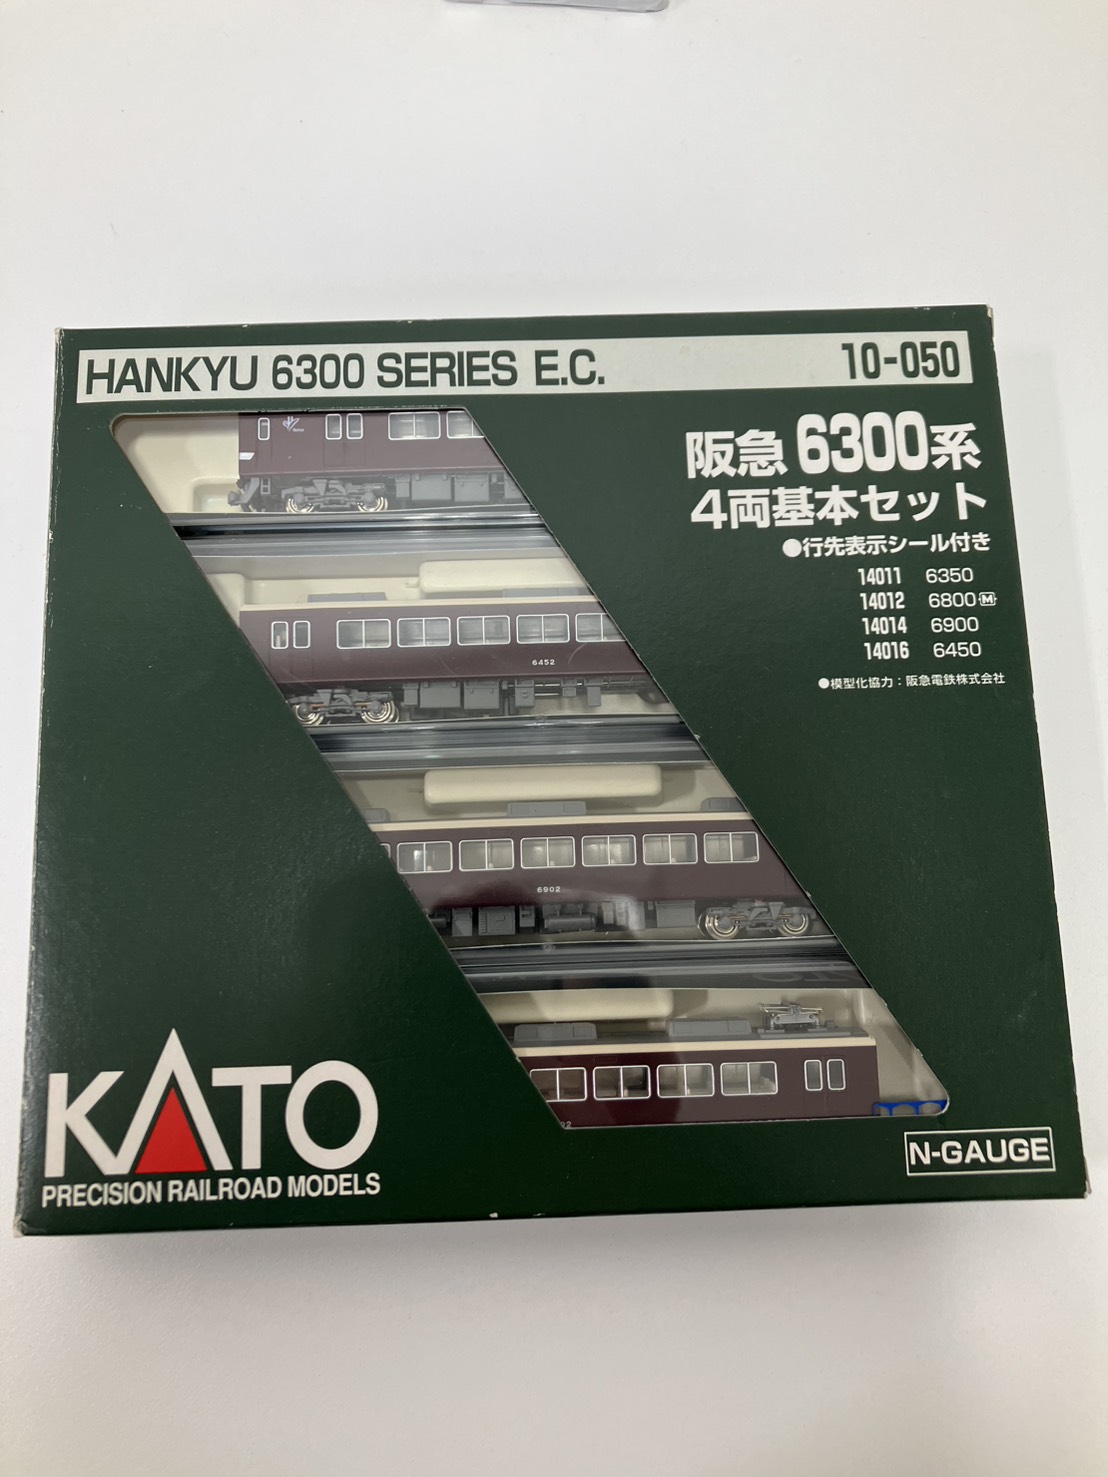 HANKYU 6300 SERIES E.C. 10-050
阪急 6300系
4両基本セット
●行先表示シール付き
14011 6350
14012 6800 M
14014 6900
14016 6450
●模型化協力：阪急電鉄株式会社
6452
6902
KATO
PRECISION RAILROAD MODELS
N-GAUGE